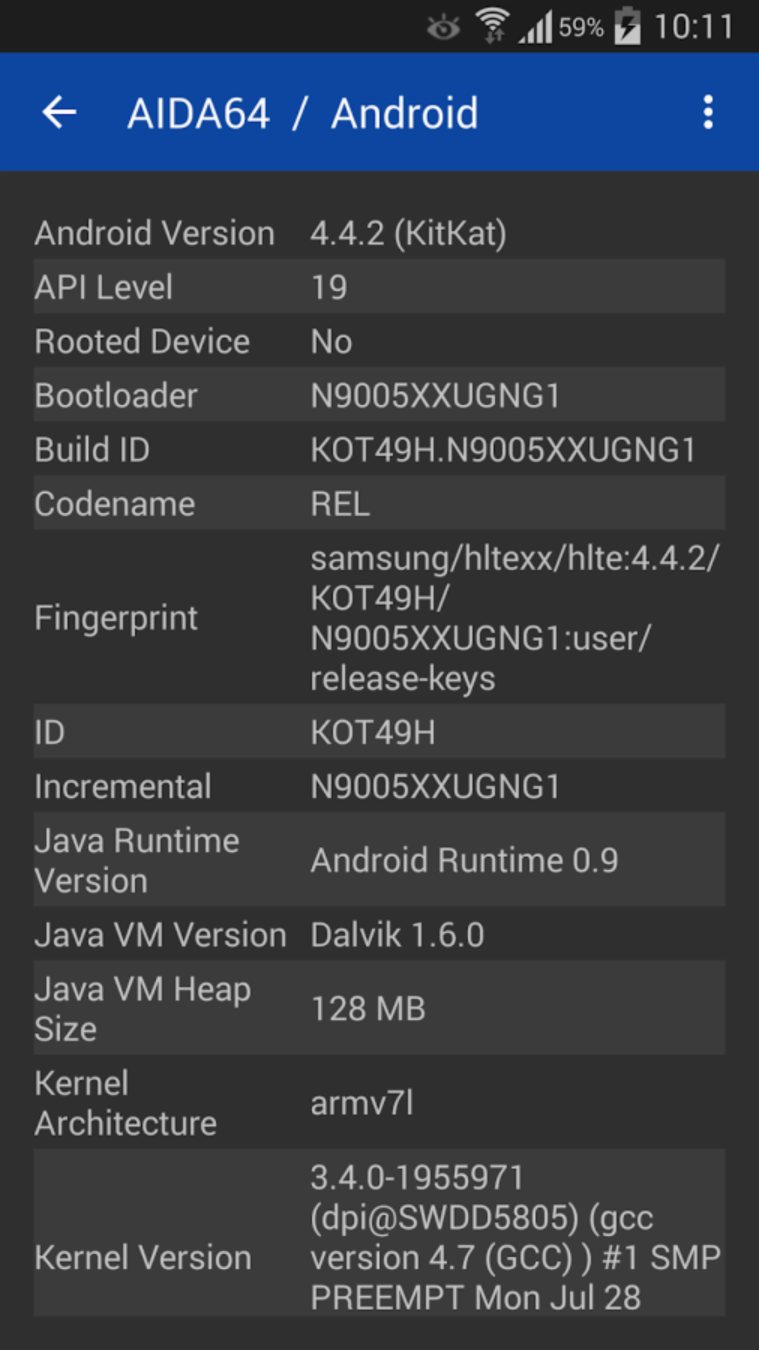 59% 10:11
AIDA64 / Android
Android Version 4.4.2 (KitKat)
API Level 19
Rooted Device No
Bootloader N9005XXUGNG1
Build ID KOT49H.N9005XXUGNG1
Codename REL
Fingerprint samsung/hltexx/hlte:4.4.2/
KOT49H/
N9005XXUGNG1:user/
release-keys
ID KOT49H
Incremental N9005XXUGNG1
Java Runtime
Version
Android Runtime 0.9
Java VM Version Dalvik 1.6.0
Java VM Heap
Size
128 MB
Kernel
Architecture
armv7l
Kernel Version 3.4.0-1955971
(dpi@SWDD5805) (gcc
version 4.7 (GCC) ) #1 SMP
PREEMPT Mon Jul 28